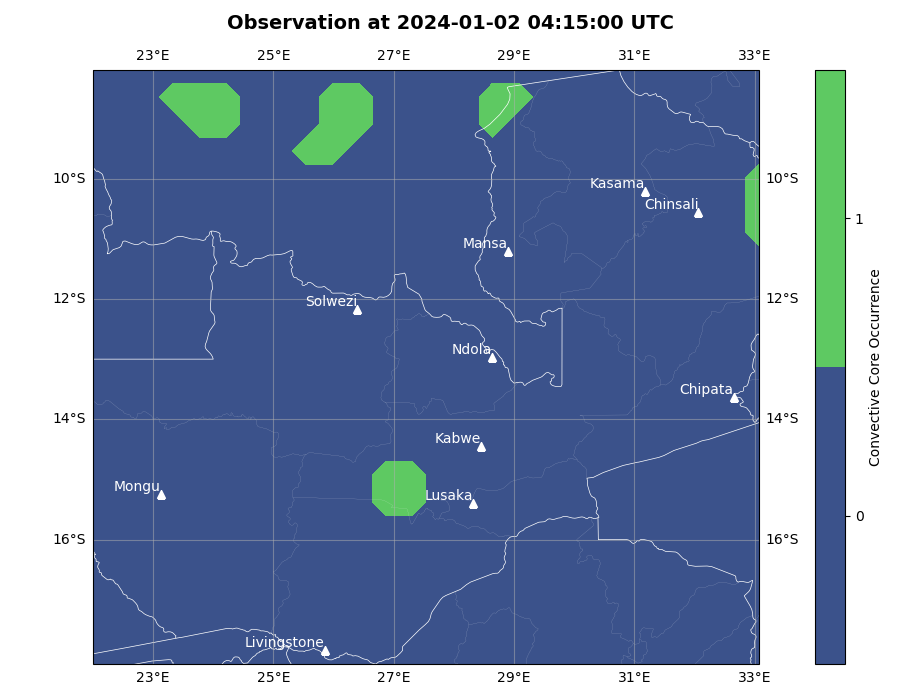 Observation at 2024-01-02 04:15:00 UTC
23°E 25°E 27°E 29°E 31°E 33°E
10°S 10°S
Kasama
Chinsali
Mansa
12°S 12°S
Solwezi
Ndola
Chipata
14°S 14°S
Kabwe
Mongu
Lusaka
16°S 16°S
Livingstone
23°E 25°E 27°E 29°E 31°E 33°E
1
0
Convective Core Occurrence